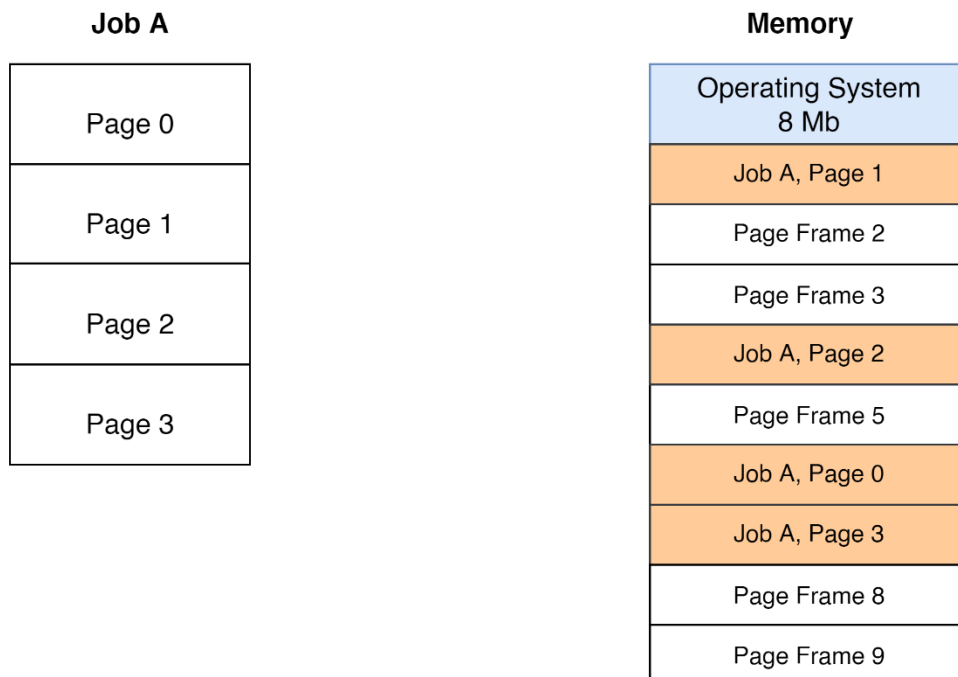 Job A
Page 0
Page 1
Page 2
Page 3
Memory
Operating System
8 Mb
Job A, Page 1
Page Frame 2
Page Frame 3
Job A, Page 2
Page Frame 5
Job A, Page 0
Job A, Page 3
Page Frame 8
Page Frame 9